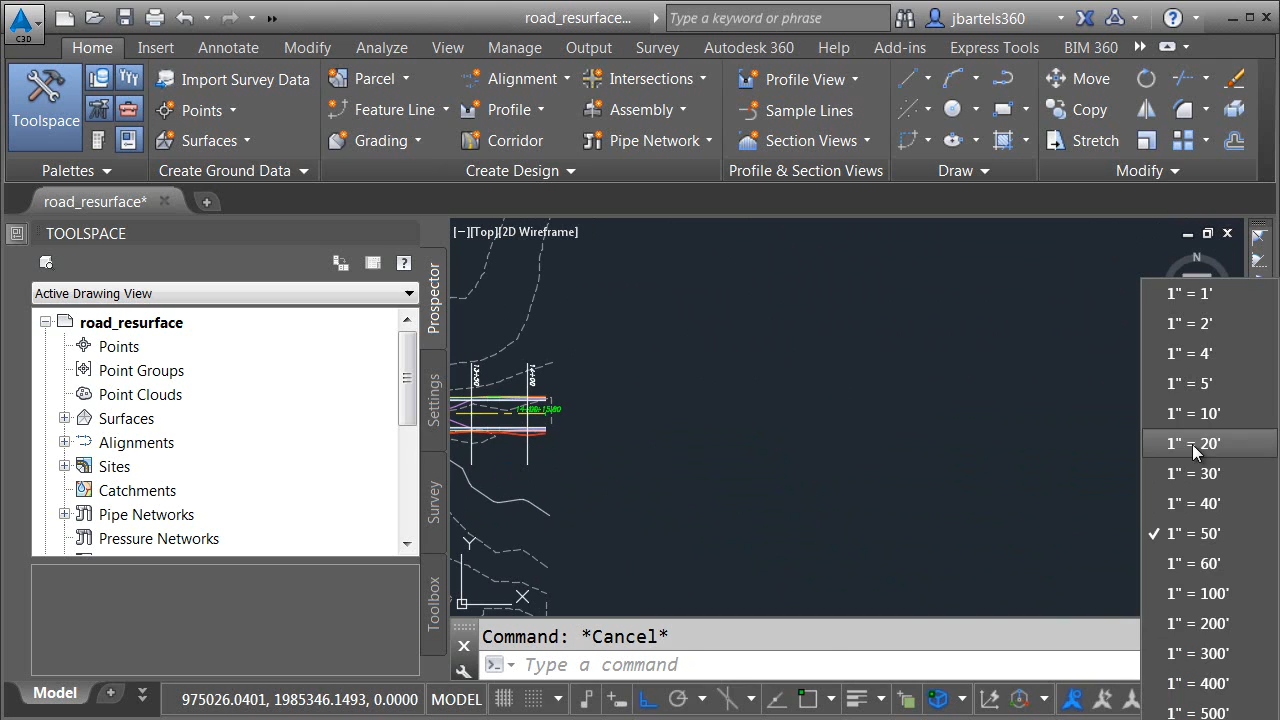 road_resurface...
Type a keyword or phrase
jbartels360
C3D
Home
Insert
Annotate
Modify
Analyze
View
Manage
Output
Survey
Autodesk 360
Help
Add-ins
Express Tools
BIM 360
Toolspace
Import Survey Data
Points
Surfaces
Parcel
Feature Line
Grading
Alignment
Profile
Corridor
Intersections
Assembly
Pipe Network
Profile View
Sample Lines
Section Views
Move
Copy
Stretch
Palettes
Create Ground Data
Create Design
Profile & Section Views
Draw
Modify
road_resurface*
TOOLSPACE
Active Drawing View
road_resurface
Points
Point Groups
Point Clouds
Surfaces
Alignments
Sites
Catchments
Pipe Networks
Pressure Networks
Prospector
Settings
Survey
Toolbox
[−][Top][2D Wireframe]
N
Y
X
1" = 1'
1" = 2'
1" = 4'
1" = 5'
1" = 10'
1" = 20'
1" = 30'
1" = 40'
1" = 50'
1" = 60'
1" = 100'
1" = 200'
1" = 300'
1" = 400'
1" = 500'
Command: *Cancel*
Type a command
Model
975026.0401, 1985346.1493, 0.0000
MODEL